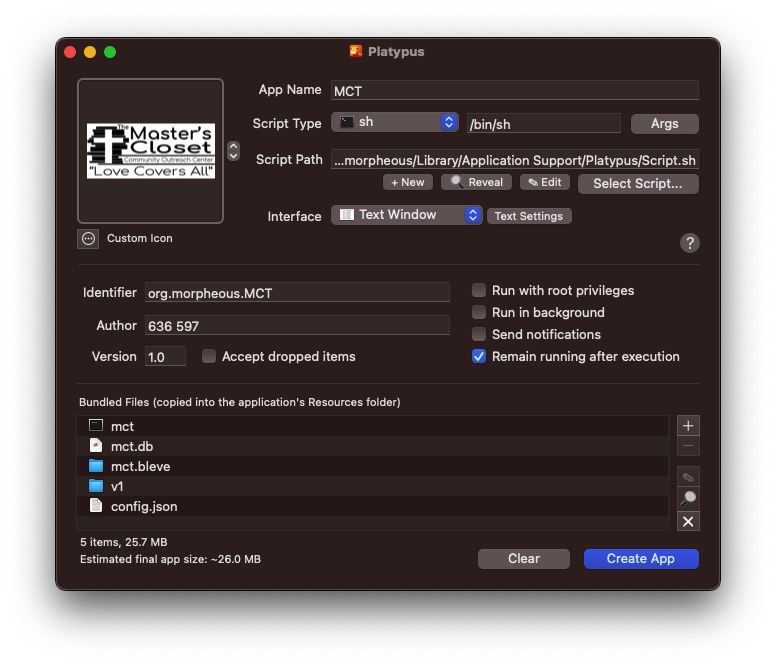 Platypus
App Name
MCT
Script Type
sh
/bin/sh
Args
Script Path
...morpheous/Library/Application Support/Platypus/Script.sh
+ New
Reveal
Edit
Select Script...
Interface
Text Window
Text Settings
The
Master's
Closet
Community Outreach Center
"Love Covers All"
Custom Icon
?
Identifier
org.morpheous.MCT
Author
636 597
Version
1.0
Accept dropped items
Run with root privileges
Run in background
Send notifications
Remain running after execution
Bundled Files (copied into the application's Resources folder)
mct
mct.db
mct.bleve
v1
config.json
5 items, 25.7 MB
Estimated final app size: ~26.0 MB
Clear
Create App